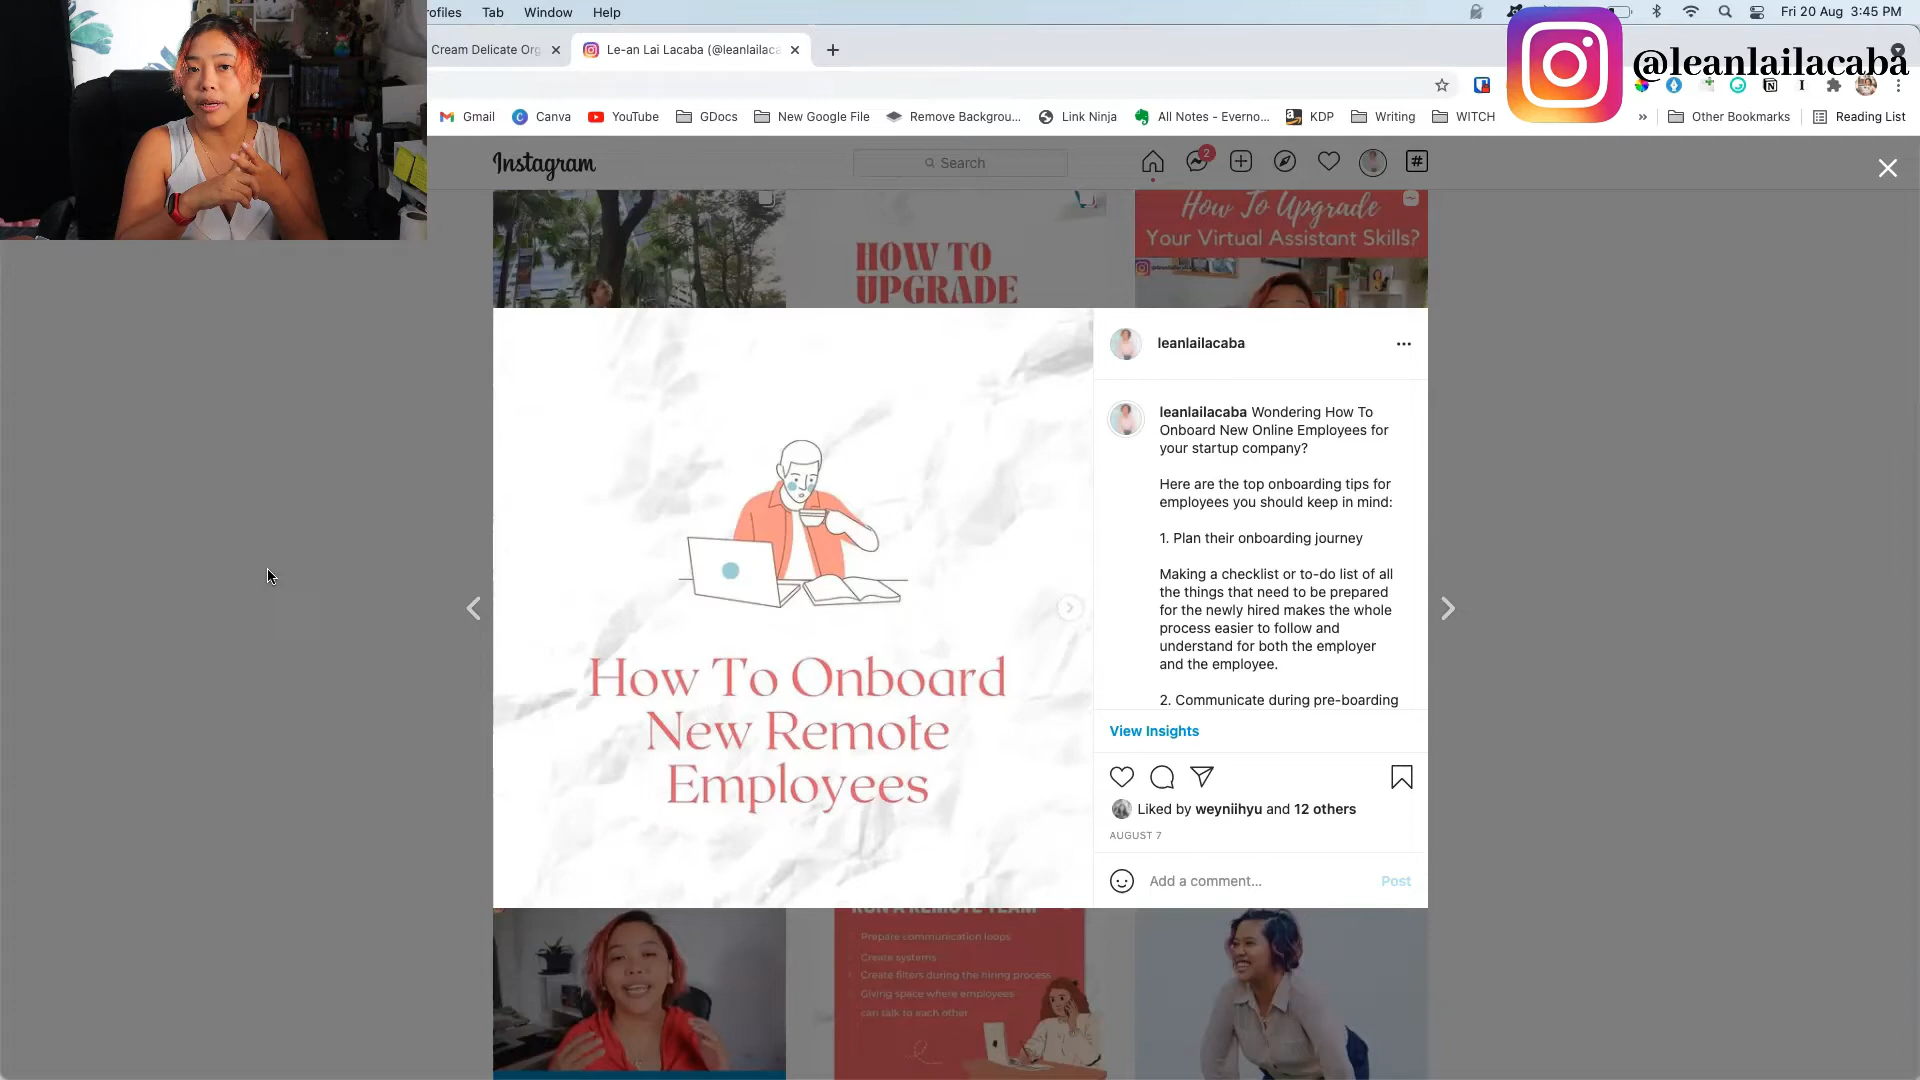 ofiles Tab Window Help
Fri 20 Aug 3:45 PM
Cream Delicate Org
Le-an Lai Lacaba (@leanlailaca
@leanlailacaba
Gmail Canva YouTube GDocs New Google File Remove Backgrou... Link Ninja All Notes - Everno... KDP Writing WITCH » Other Bookmarks Reading List
Instagram
Search
2
HOW TO
UPGRADE
How To Upgrade
Your Virtual Assistant Skills?
How To Onboard
New Remote
Employees
leanlailacaba
leanlailacaba Wondering How To
Onboard New Online Employees for
your startup company?
Here are the top onboarding tips for
employees you should keep in mind:
1. Plan their onboarding journey
Making a checklist or to-do list of all
the things that need to be prepared
for the newly hired makes the whole
process easier to follow and
understand for both the employer
and the employee.
2. Communicate during pre-boarding
View Insights
Liked by weyniihyu and 12 others
AUGUST 7
Add a comment...
Post
RUN A REMOTE TEAM
Prepare communication loops
Create systems
Create filters during the hiring process
Giving space where employees
can talk to each other